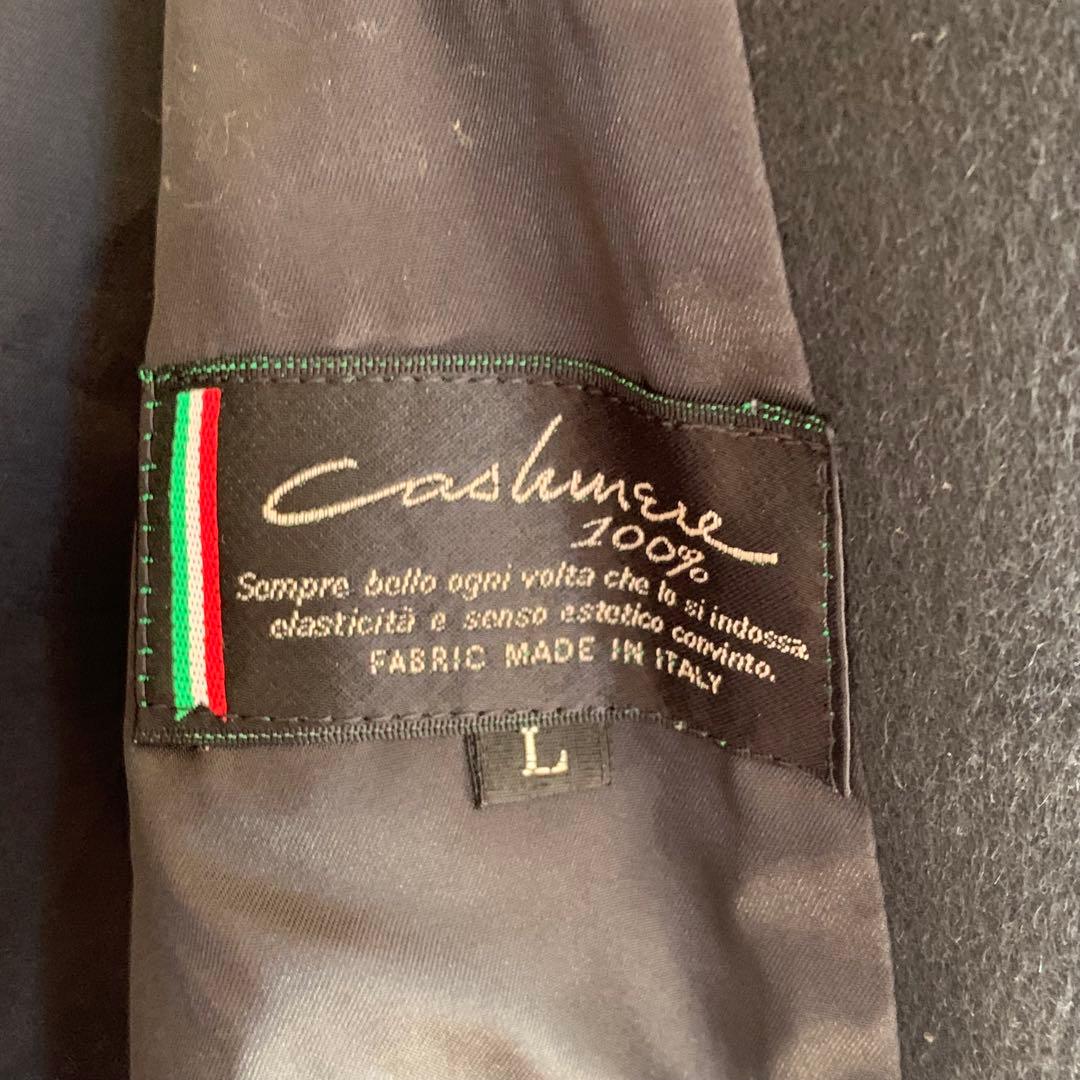 Cashmere
100%
Sempre bello ogni volta che lo si indossa.
elasticità e senso estetico convinto.
FABRIC MADE IN ITALY
L